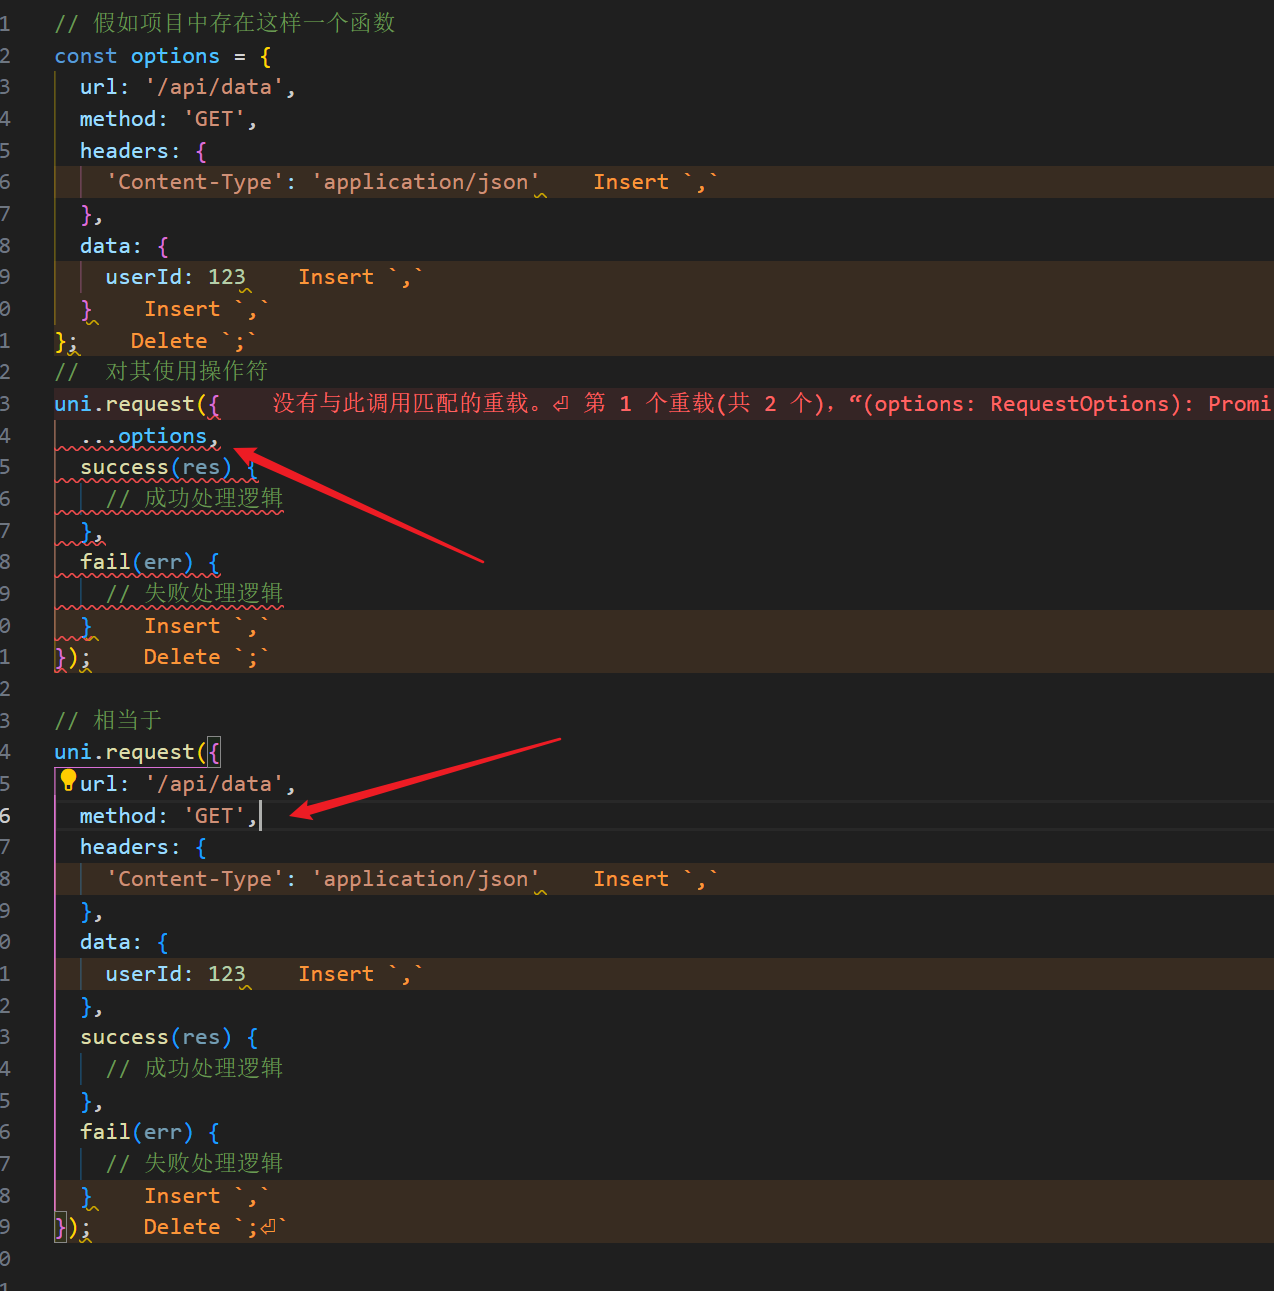 1 // 假如项目中存在这样一个函数
2 const options = {
3 url: '/api/data',
4 method: 'GET',
5 headers: {
6 'Content-Type': 'application/json' Insert `,`
7 },
8 data: {
9 userId: 123 Insert `,`
0 } Insert `,`
1 }; Delete `;`
2 // 对其使用操作符
3 uni.request({ 没有与此调用匹配的重载。⏎ 第 1 个重载(共 2 个)，“(options: RequestOptions): Promi
4 ...options,
5 success(res) {
6 // 成功处理逻辑
7 },
8 fail(err) {
9 // 失败处理逻辑
0 } Insert `,`
1 }); Delete `;`
2
3 // 相当于
4 uni.request({
5 url: '/api/data',
6 method: 'GET',
7 headers: {
8 'Content-Type': 'application/json' Insert `,`
9 },
0 data: {
1 userId: 123 Insert `,`
2 },
3 success(res) {
4 // 成功处理逻辑
5 },
6 fail(err) {
7 // 失败处理逻辑
8 } Insert `,`
9 }); Delete `;⏎`
0
1